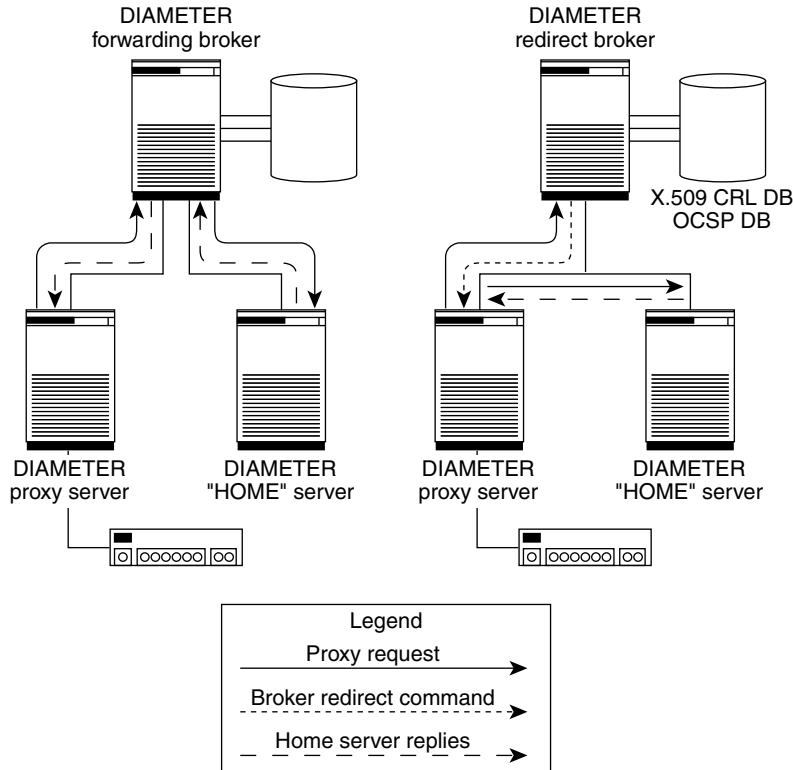 DIAMETER
forwarding broker
DIAMETER
redirect broker
X.509 CRL DB
OCSP DB
DIAMETER
proxy server
DIAMETER
"HOME" server
DIAMETER
proxy server
DIAMETER
"HOME" server
Legend
Proxy request
Broker redirect command
Home server replies